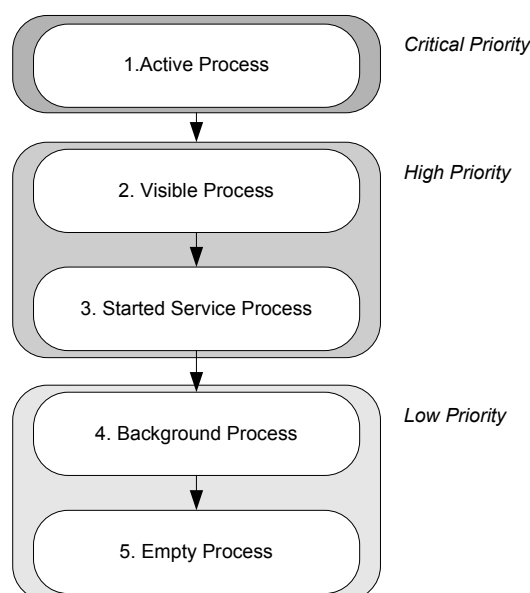 1.Active Process
Critical Priority
2. Visible Process
High Priority
3. Started Service Process
4. Background Process
Low Priority
5. Empty Process